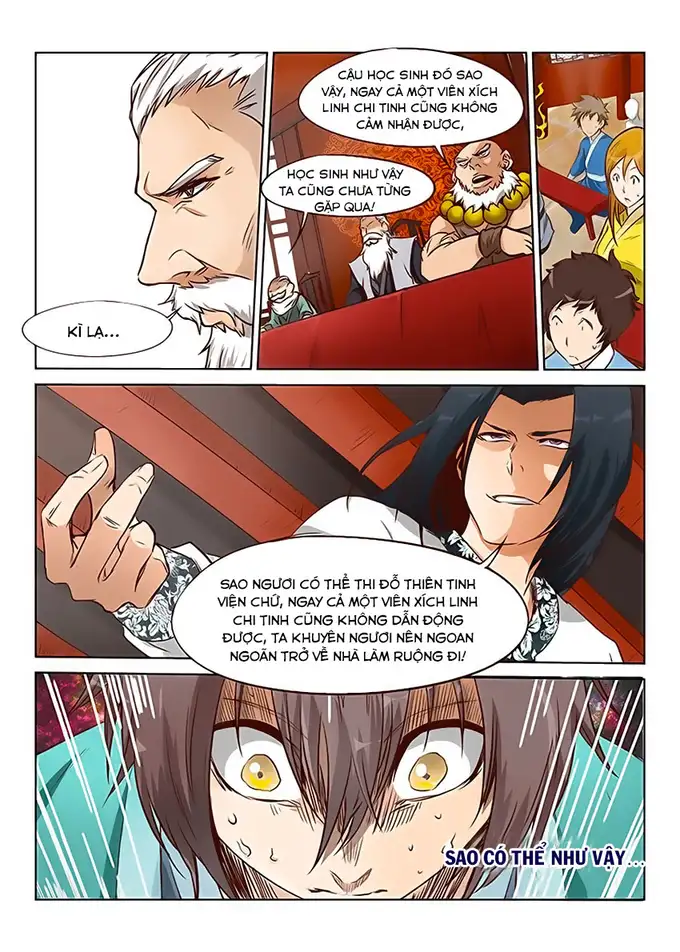 KÌ LẠ...
CẬU HỌC SINH ĐÓ SAO
VẬY, NGAY CẢ MỘT VIÊN XÍCH
LINH CHI TINH CŨNG KHÔNG
CẢM NHẬN ĐƯỢC,
HỌC SINH NHƯ VẬY
TA CŨNG CHƯA TỪNG
GẶP QUA!
SAO NGƯƠI CÓ THỂ THI ĐỖ THIÊN TINH
VIỆN CHỨ, NGAY CẢ MỘT VIÊN XÍCH LINH
CHI TINH CŨNG KHÔNG DẪN ĐỘNG
ĐƯỢC, TA KHUYÊN NGƯƠI NÊN NGOAN
NGOÃN TRỞ VỀ NHÀ LÀM RUỘNG ĐI!
SAO CÓ THỂ NHƯ VẬY...